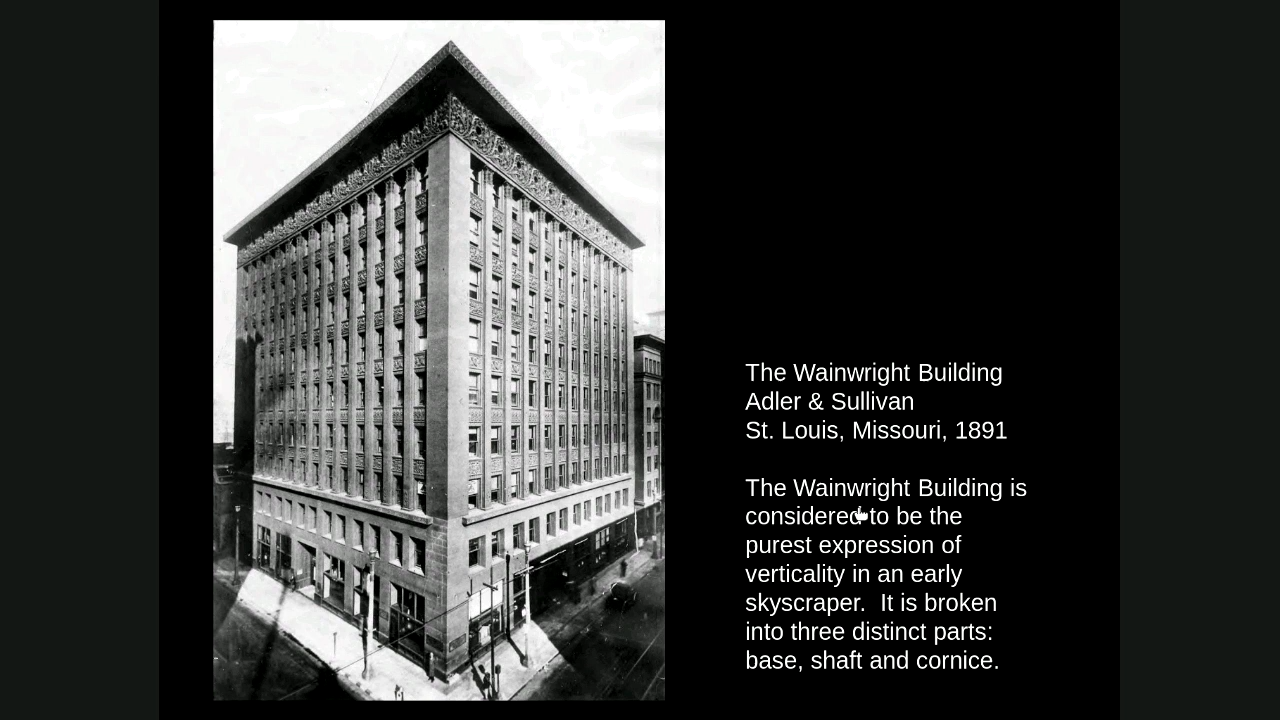 The Wainwright Building
Adler & Sullivan
St. Louis, Missouri, 1891
The Wainwright Building is
considered to be the
purest expression of
verticality in an early
skyscraper.  It is broken
into three distinct parts:
base, shaft and cornice.